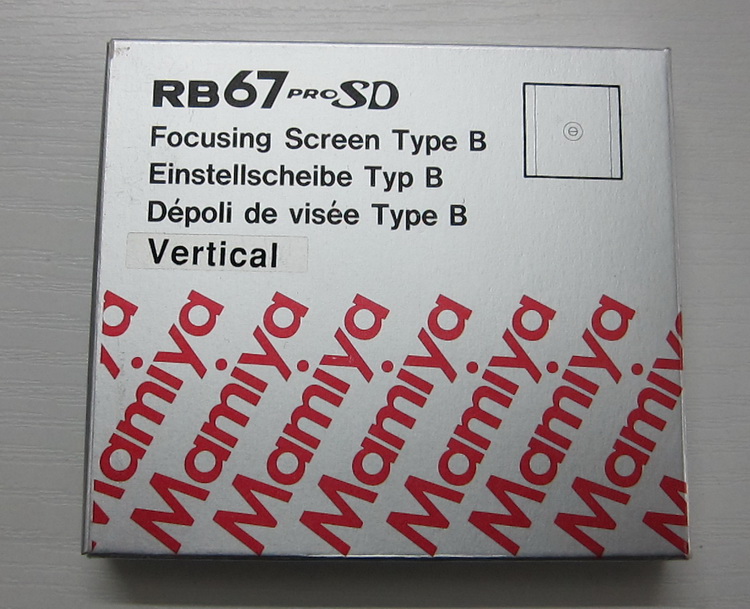 RB67 PRO SD
Focusing Screen Type B
Einstellscheibe Typ B
Dépoli de visée Type B
Vertical
Mamiya
Mamiya
Mamiya
Mamiya
Mamiya
Mamiya
Mamiya